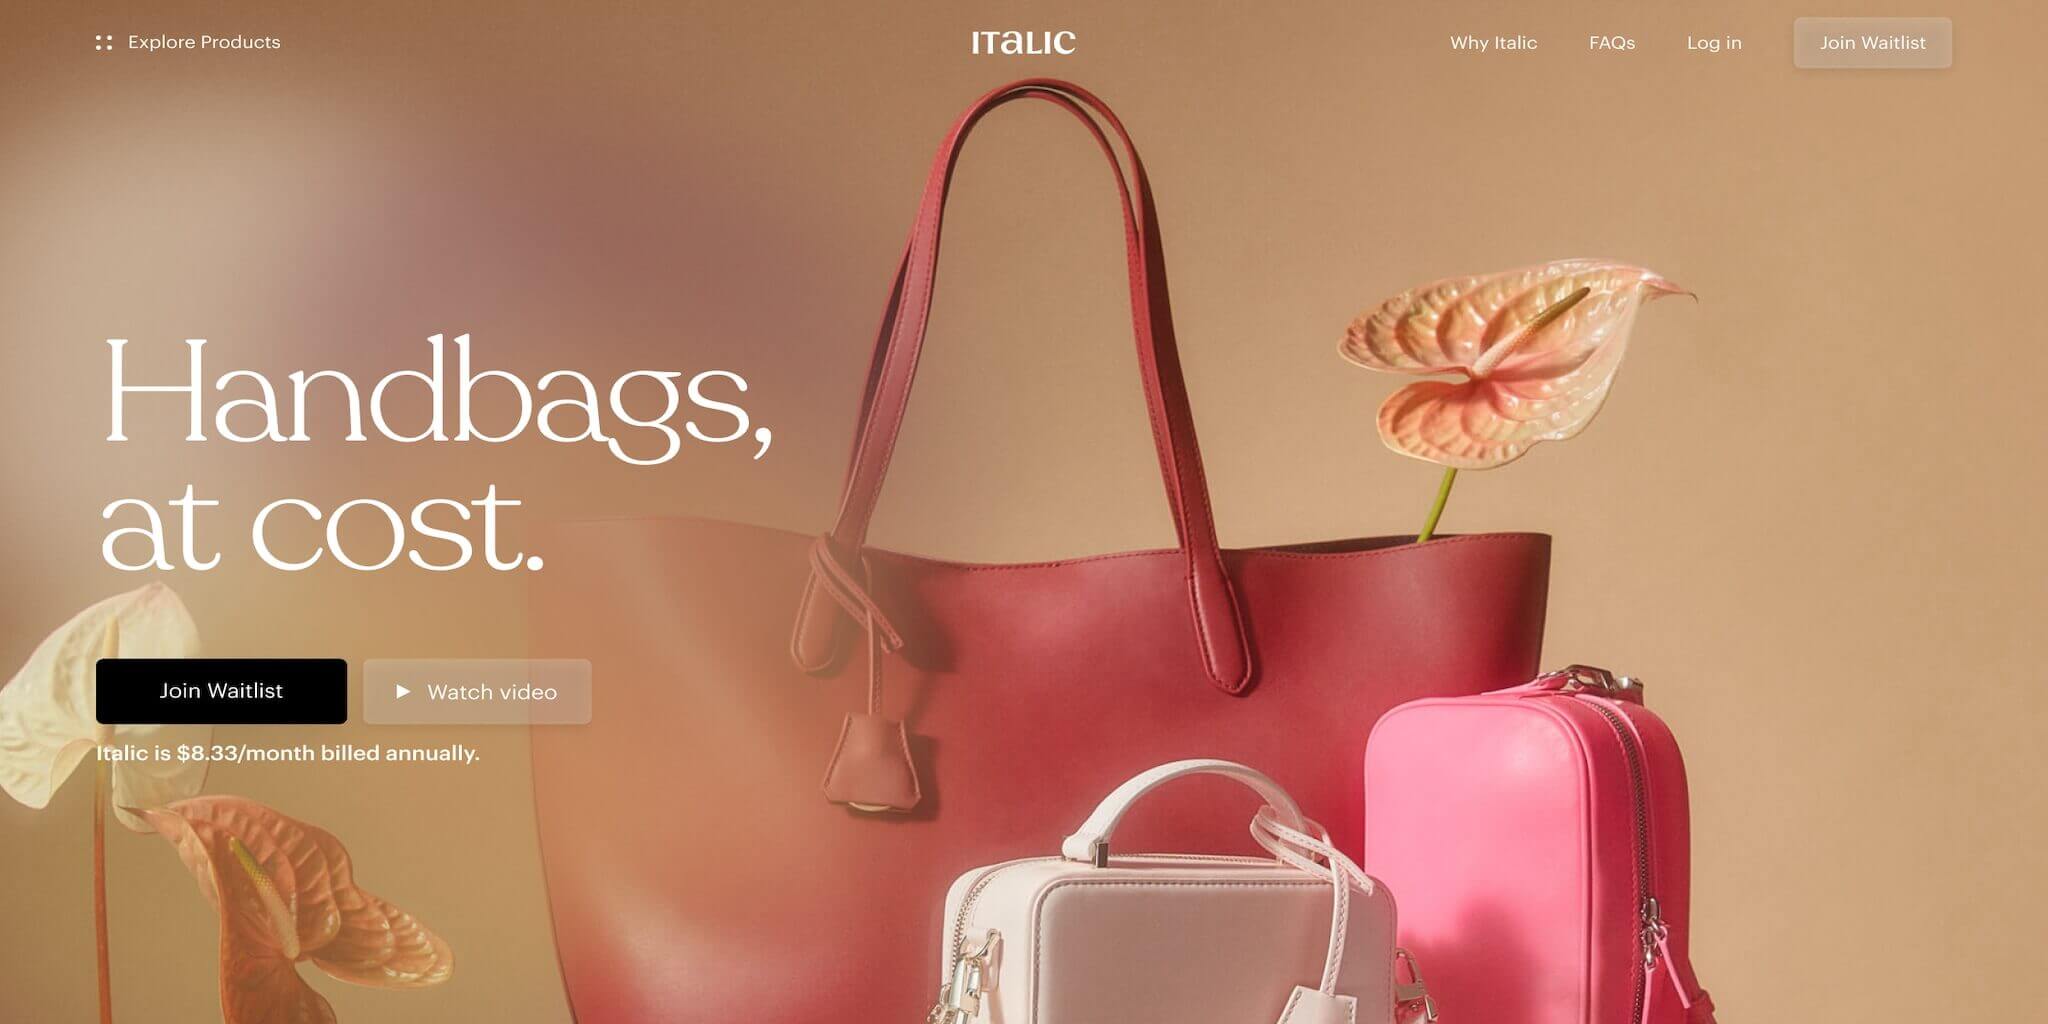 Explore Products
ITALIC
Why Italic
FAQs
Log in
Join Waitlist
Handbags,
at cost.
Join Waitlist
Watch video
Italic is $8.33/month billed annually.